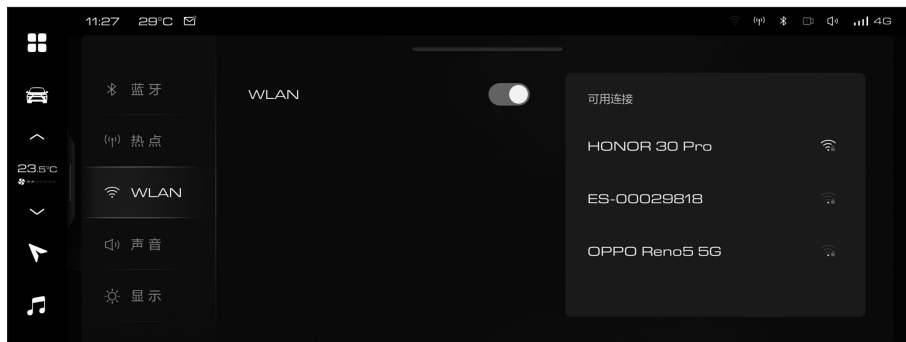 11:27 29°C 4G
23.5°C
蓝牙
热点
WLAN
声音
显示
WLAN
可用连接
HONOR 30 Pro
ES-00029818
OPPO Reno5 5G